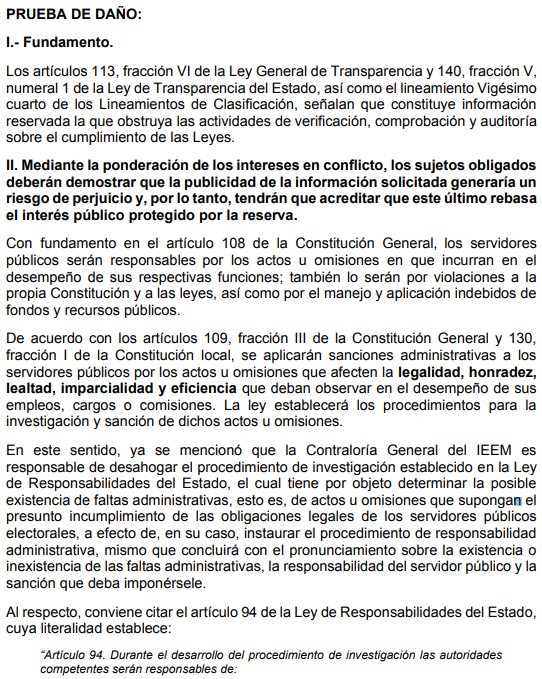 PRUEBA DE DAÑO:
I.- Fundamento.
Los artículos 113, fracción VI de la Ley General de Transparencia y 140, fracción V,
numeral 1 de la Ley de Transparencia del Estado, así como el lineamiento Vigésimo
cuarto de los Lineamientos de Clasificación, señalan que constituye información
reservada la que obstruya las actividades de verificación, comprobación y auditoría
sobre el cumplimiento de las Leyes.
II. Mediante la ponderación de los intereses en conflicto, los sujetos obligados
deberán demostrar que la publicidad de la información solicitada generaría un
riesgo de perjuicio y, por lo tanto, tendrán que acreditar que este último rebasa
el interés público protegido por la reserva.
Con fundamento en el artículo 108 de la Constitución General, los servidores
públicos serán responsables por los actos u omisiones en que incurran en el
desempeño de sus respectivas funciones; también lo serán por violaciones a la
propia Constitución y a las leyes, así como por el manejo y aplicación indebidos de
fondos y recursos públicos.
De acuerdo con los artículos 109, fracción III de la Constitución General y 130,
fracción I de la Constitución local, se aplicarán sanciones administrativas a los
servidores públicos por los actos u omisiones que afecten la legalidad, honradez,
lealtad, imparcialidad y eficiencia que deban observar en el desempeño de sus
empleos, cargos o comisiones. La ley establecerá los procedimientos para la
investigación y sanción de dichos actos u omisiones.
En este sentido, ya se mencionó que la Contraloría General del IEEM es
responsable de desahogar el procedimiento de investigación establecido en la Ley
de Responsabilidades del Estado, el cual tiene por objeto determinar la posible
existencia de faltas administrativas, esto es, de actos u omisiones que supongan el
presunto incumplimiento de las obligaciones legales de los servidores públicos
electorales, a efecto de, en su caso, instaurar el procedimiento de responsabilidad
administrativa, mismo que concluirá con el pronunciamiento sobre la existencia o
inexistencia de las faltas administrativas, la responsabilidad del servidor público y la
sanción que deba imponérsele.
Al respecto, conviene citar el artículo 94 de la Ley de Responsabilidades del Estado,
cuya literalidad establece:
“Artículo 94. Durante el desarrollo del procedimiento de investigación las autoridades
competentes serán responsables de: